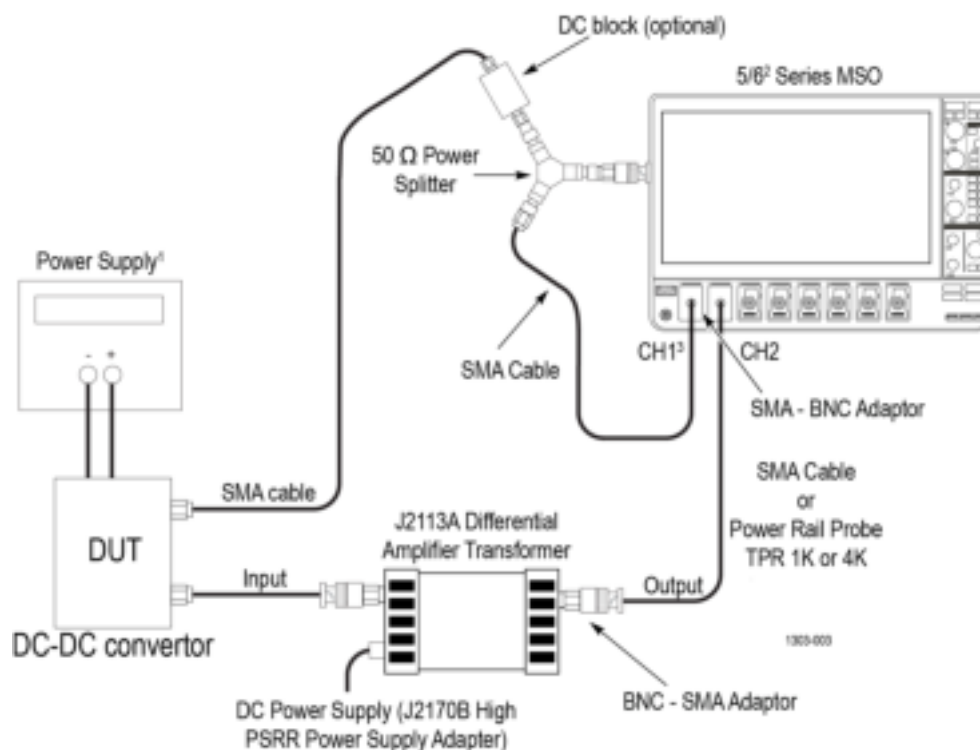 DC block (optional)
5/6² Series MSO
50 Ω Power
Splitter
Power Supply¹
- +
CH1³
CH2
SMA Cable
SMA - BNC Adaptor
SMA cable
SMA Cable
or
Power Rail Probe
TPR 1K or 4K
DUT
J2113A Differential
Amplifier Transformer
Input
Output
DC-DC convertor
1303-003
DC Power Supply (J2170B High
PSRR Power Supply Adapter)
BNC - SMA Adaptor